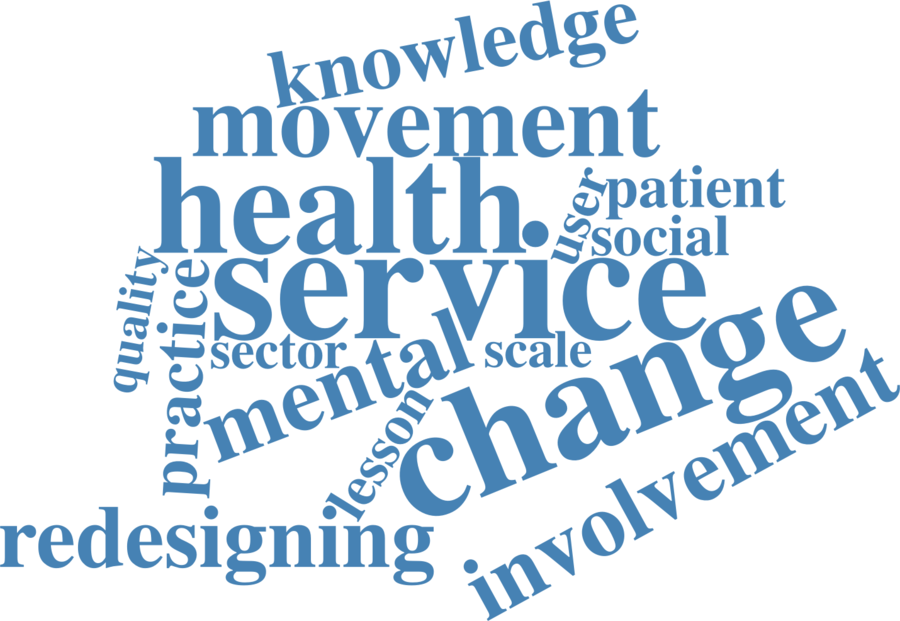 knowledge
movement
health
user
patient
social
service
quality
practice
sector
mental
scale
change
lesson
involvement
redesigning